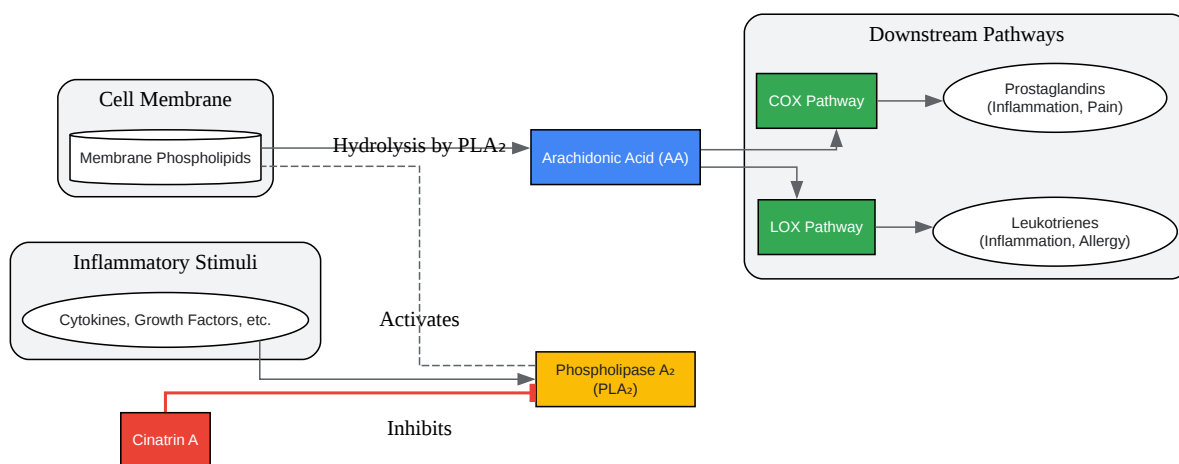 Downstream Pathways
Cell Membrane
COX Pathway
Prostaglandins
(Inflammation, Pain)
Membrane Phospholipids
Hydrolysis by PLA₂
Arachidonic Acid (AA)
LOX Pathway
Leukotrienes
(Inflammation, Allergy)
Inflammatory Stimuli
Cytokines, Growth Factors, etc.
Activates
Phospholipase A₂
(PLA₂)
Inhibits
Cinatrin A